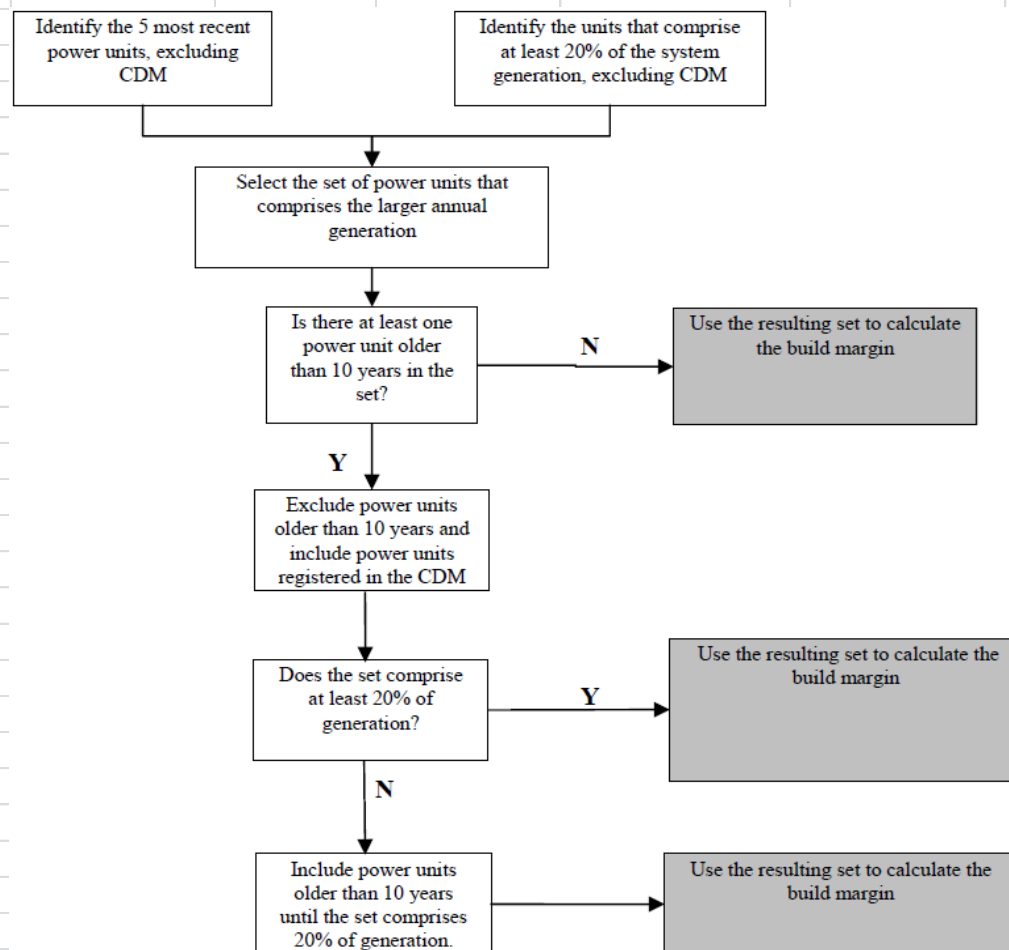 Identify the 5 most recent
power units, excluding
CDM
Identify the units that comprise
at least 20% of the system
generation, excluding CDM
Select the set of power units that
comprises the larger annual
generation
Is there at least one
power unit older
than 10 years in the
set?
N
Use the resulting set to calculate
the build margin
Y
Exclude power units
older than 10 years and
include power units
registered in the CDM
Does the set comprise
at least 20% of
generation?
Y
Use the resulting set to calculate the
build margin
N
Include power units
older than 10 years
until the set comprises
20% of generation.
Use the resulting set to calculate the
build margin